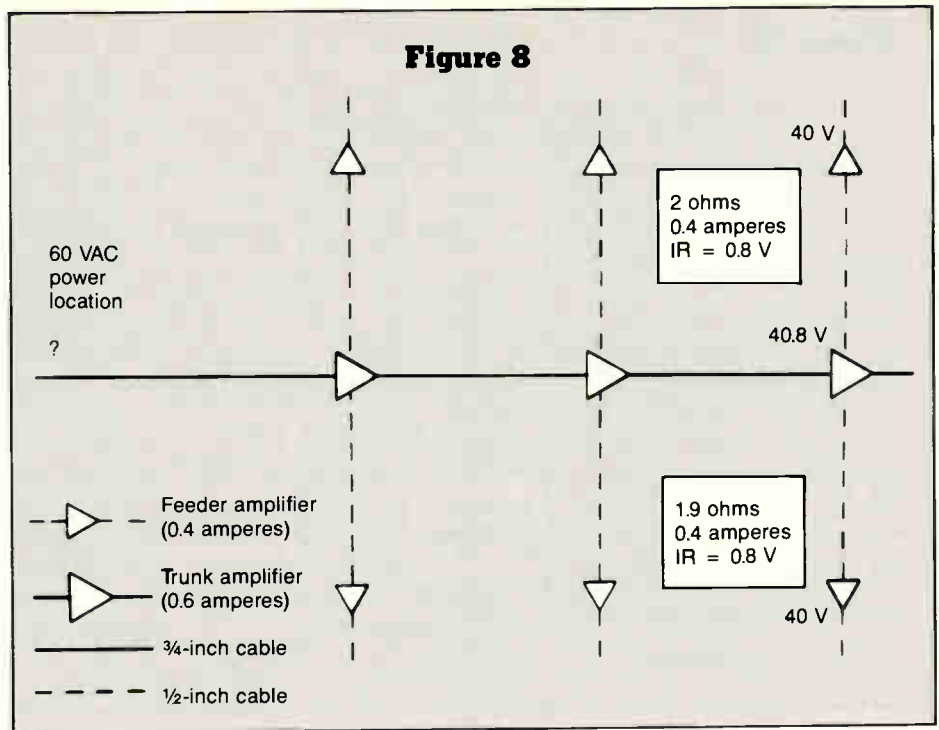 Figure 8
40 V
2 ohms
0.4 amperes
IR = 0.8 V
60 VAC
power
location
?
40.8 V
1.9 ohms
0.4 amperes
IR = 0.8 V
40 V
Feeder amplifier
(0.4 amperes)
Trunk amplifier
(0.6 amperes)
¾-inch cable
½-inch cable